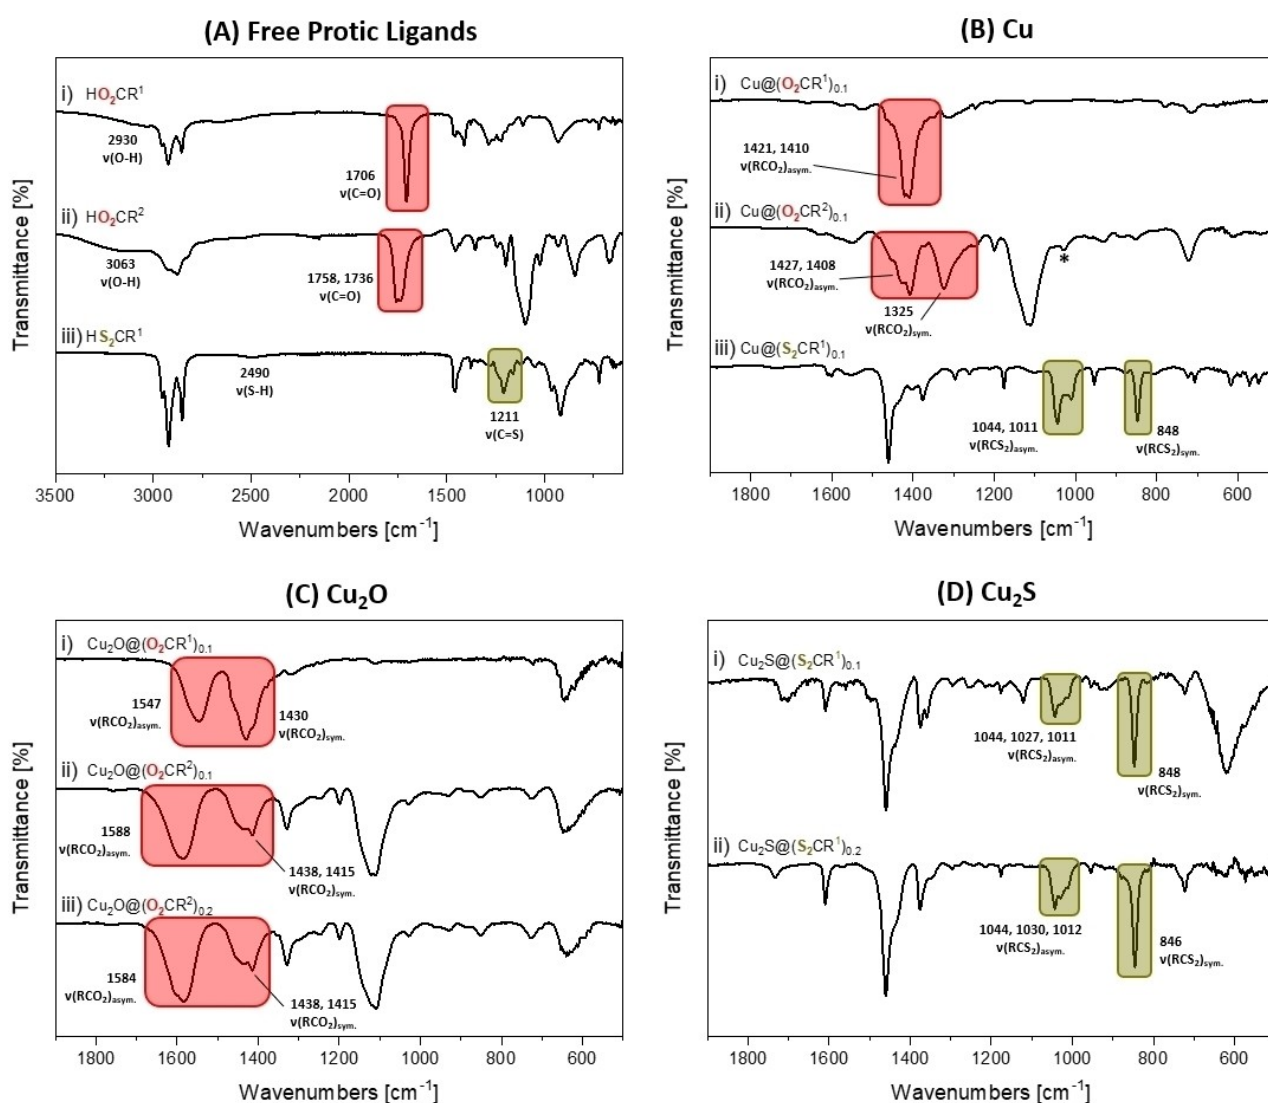 (A) Free Protic Ligands
i) HO₂CR¹
2930
ν(O-H)
1706
ν(C=O)
ii) HO₂CR²
3063
ν(O-H)
1758, 1736
ν(C=O)
iii) HS₂CR¹
2490
ν(S-H)
1211
ν(C=S)
Transmittance [%]
3500 3000 2500 2000 1500 1000
Wavenumbers [cm⁻¹]
(B) Cu
i) Cu@(O₂CR¹)₀.₁
1421, 1410
ν(RCO₂)asym.
ii) Cu@(O₂CR²)₀.₁
1427, 1408
ν(RCO₂)asym.
1325
ν(RCO₂)sym.
*
iii) Cu@(S₂CR¹)₀.₁
1044, 1011
ν(RCS₂)asym.
848
ν(RCS₂)sym.
Transmittance [%]
1800 1600 1400 1200 1000 800 600
Wavenumbers [cm⁻¹]
(C) Cu₂O
i) Cu₂O@(O₂CR¹)₀.₁
1547
ν(RCO₂)asym.
1430
ν(RCO₂)sym.
ii) Cu₂O@(O₂CR²)₀.₁
1588
ν(RCO₂)asym.
1438, 1415
ν(RCO₂)sym.
iii) Cu₂O@(O₂CR²)₀.₂
1584
ν(RCO₂)asym.
1438, 1415
ν(RCO₂)sym.
Transmittance [%]
1800 1600 1400 1200 1000 800 600
Wavenumbers [cm⁻¹]
(D) Cu₂S
i) Cu₂S@(S₂CR¹)₀.₁
1044, 1027, 1011
ν(RCS₂)asym.
848
ν(RCS₂)sym.
ii) Cu₂S@(S₂CR¹)₀.₂
1044, 1030, 1012
ν(RCS₂)asym.
846
ν(RCS₂)sym.
Transmittance [%]
1800 1600 1400 1200 1000 800 600
Wavenumbers [cm⁻¹]